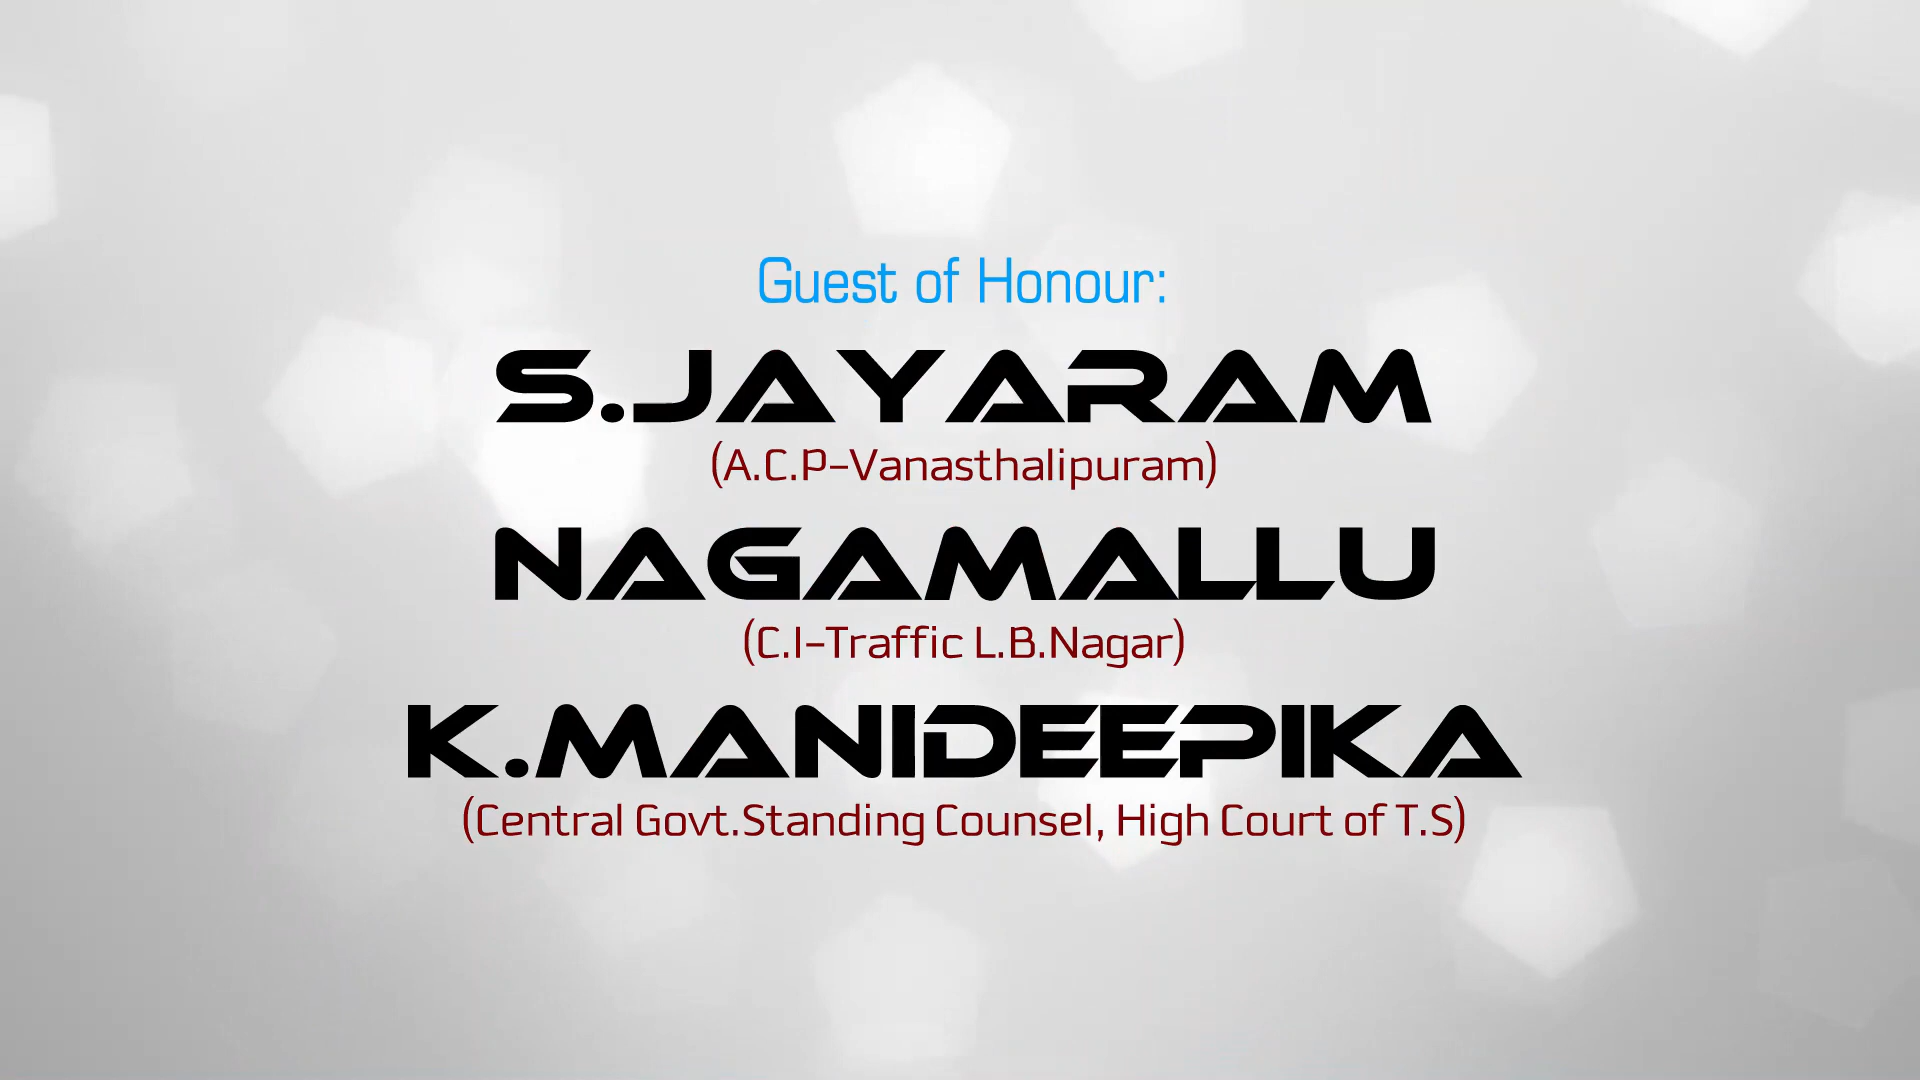 Guest of Honour:
S.JAYARAM
(A.C.P-Vanasthalipuram)
NAGAMALLU
(C.I-Traffic L.B.Nagar)
K.MANIDEEPIKA
(Central Govt.Standing Counsel, High Court of T.S)